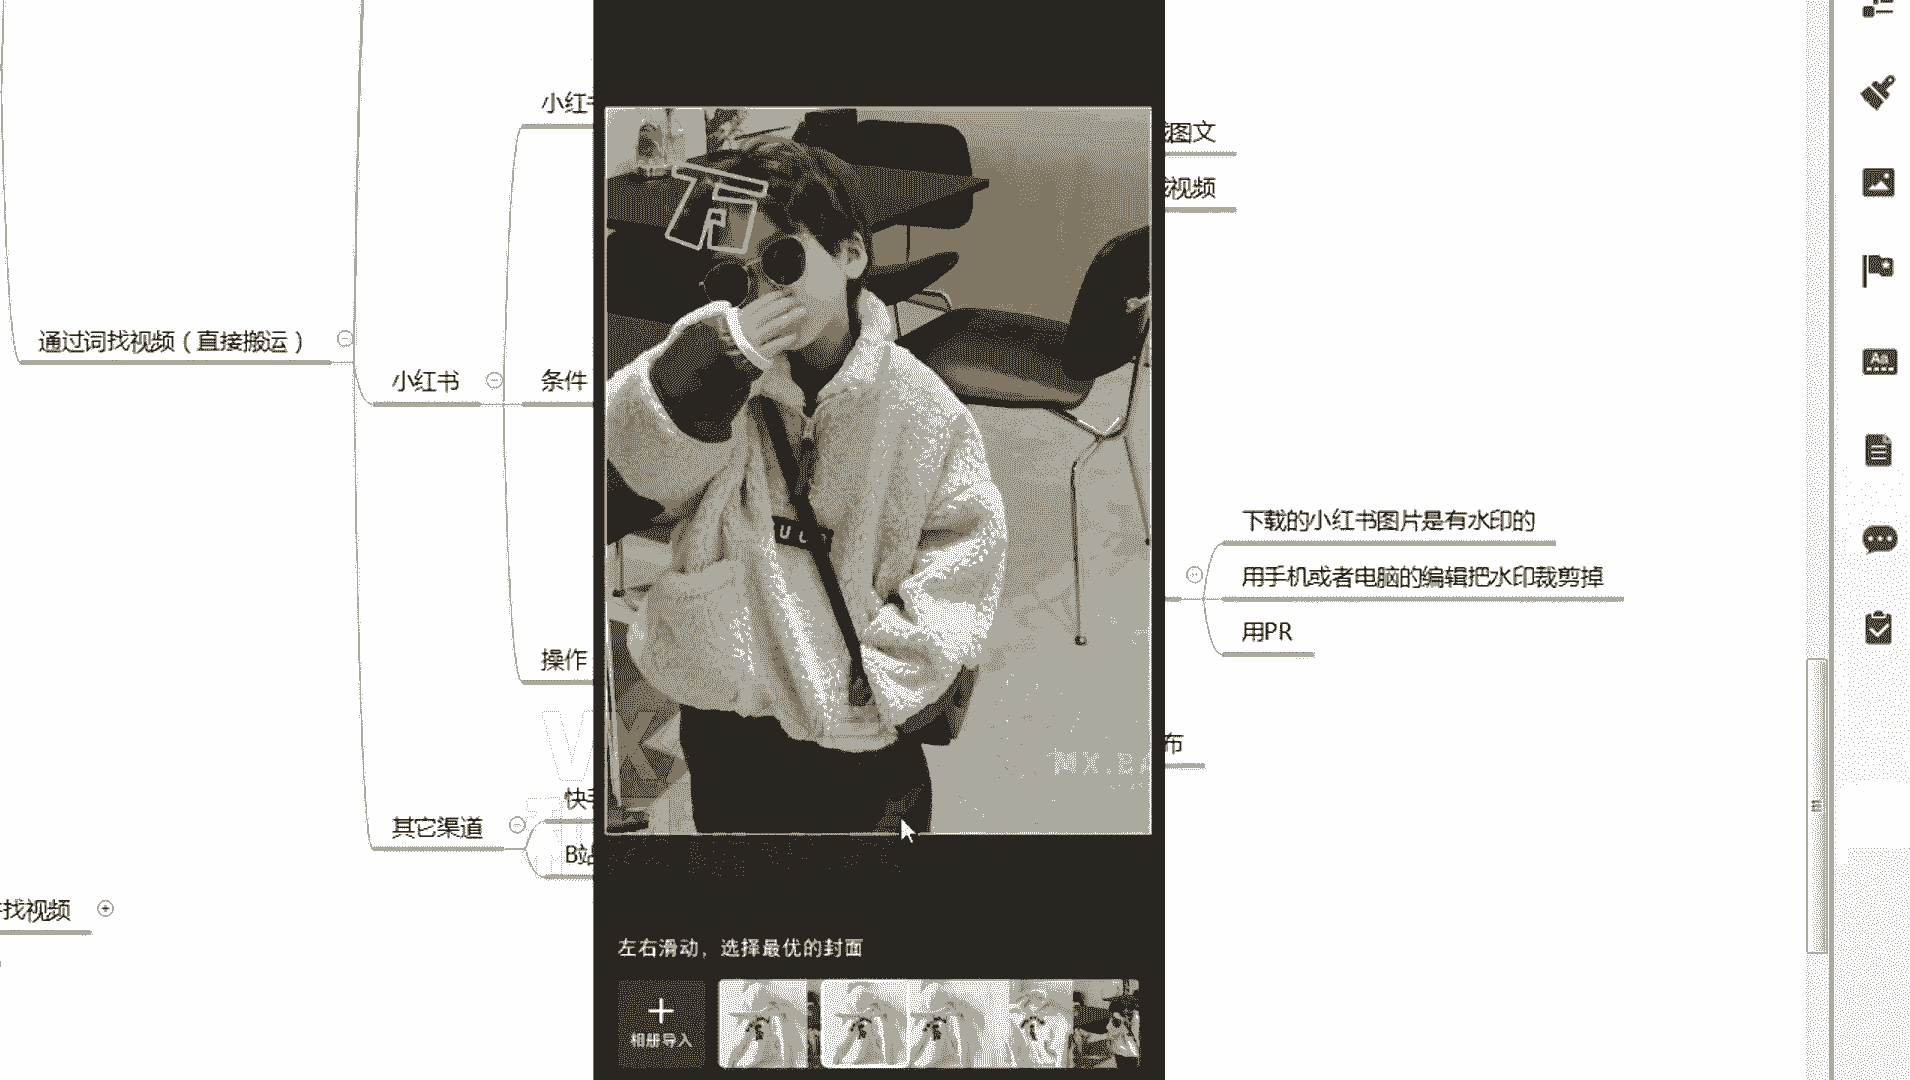 小红
图文
视频
通过词找视频（直接搬运）
小红书
条件
下载的小红书图片是有水印的
用手机或者电脑的编辑把水印裁剪掉
用PR
操作
布
MX.BA
VX
其它渠道
快手
B站
找视频
左右滑动，选择最优的封面
相册导入
Aa